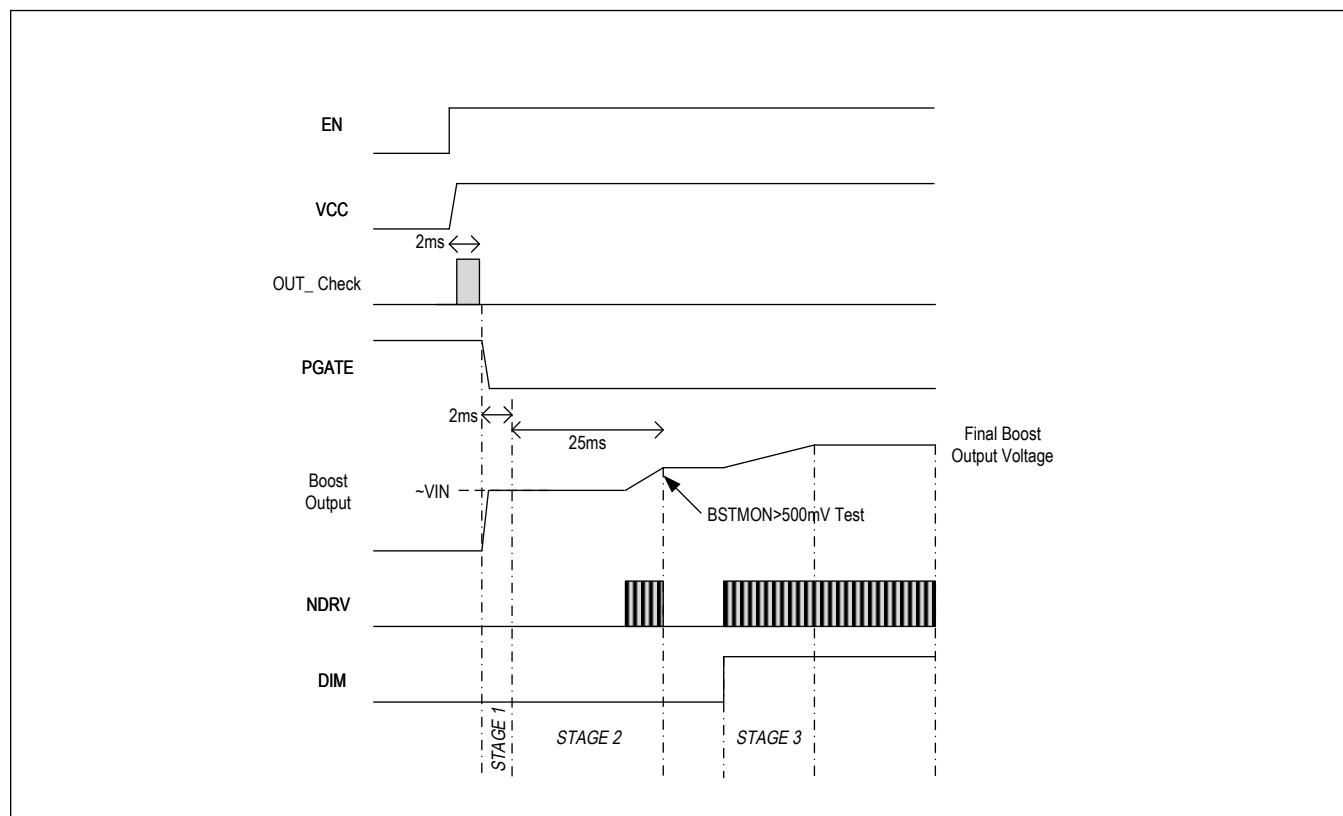 EN
VCC
2ms
OUT_ Check
PGATE
2ms
25ms
Final Boost
Output Voltage
Boost
Output
~VIN
BSTMON>500mV Test
NDRV
DIM
STAGE 1
STAGE 2
STAGE 3